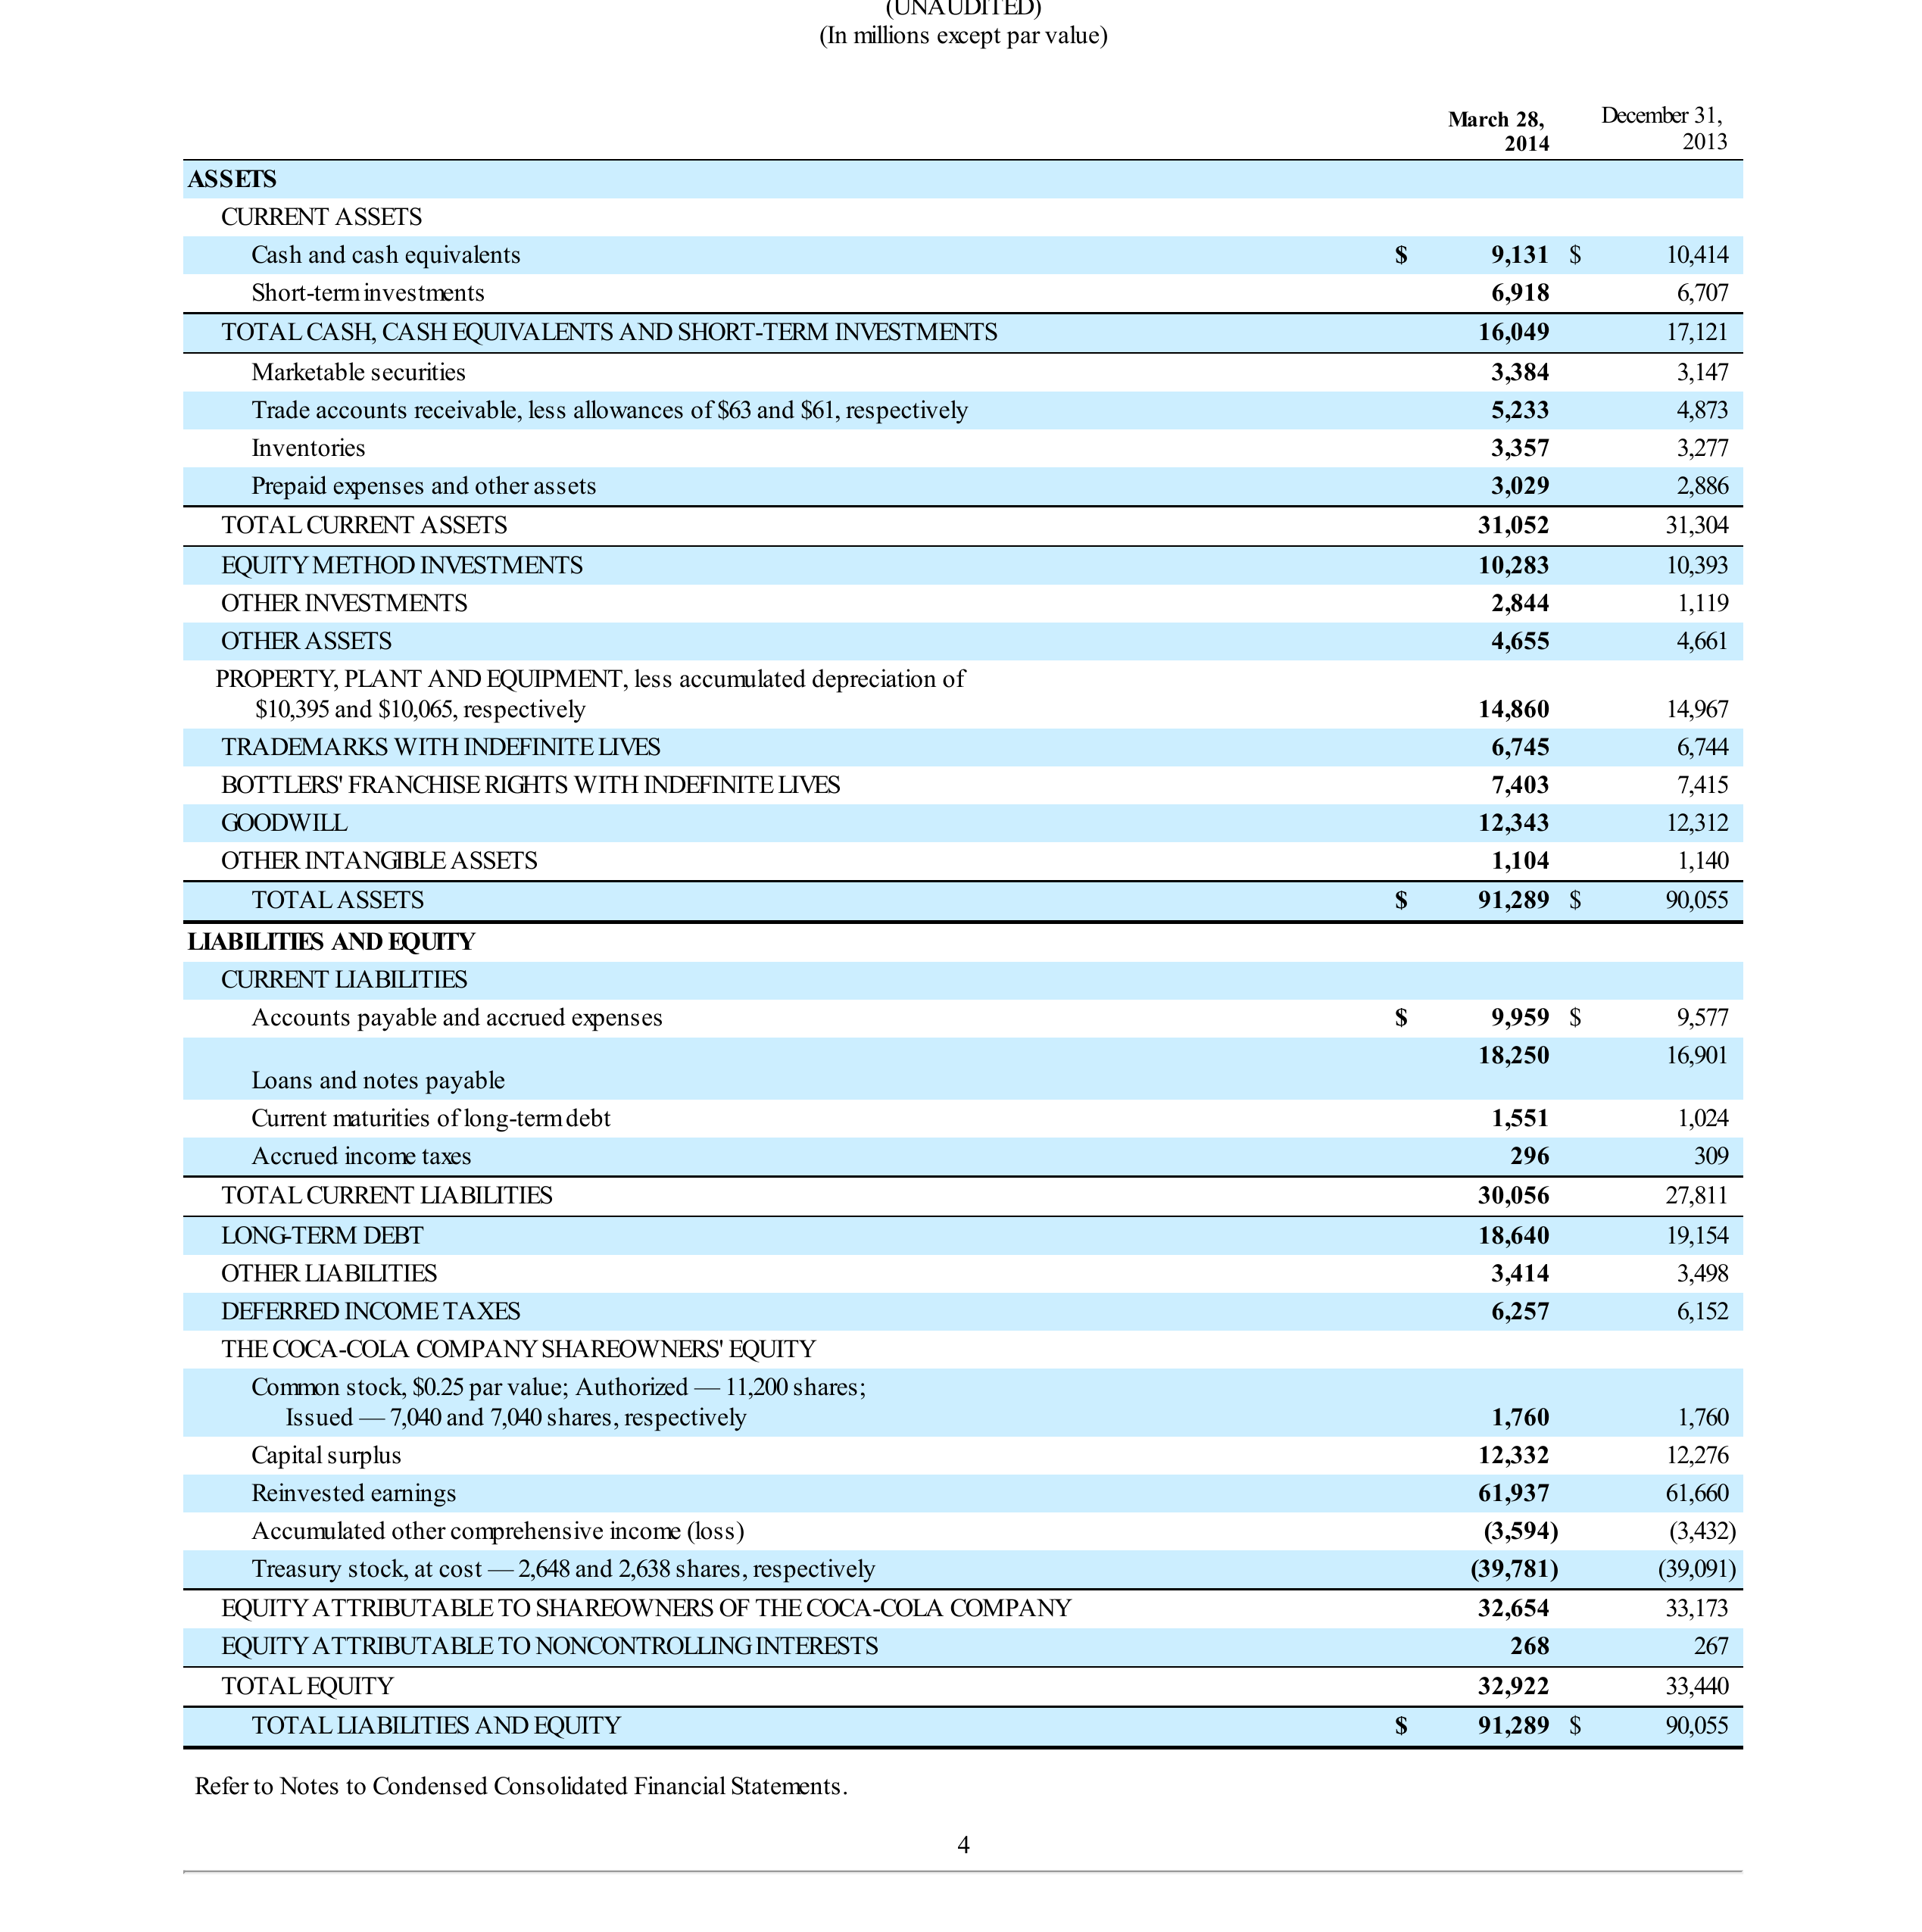 (UNAUDITED)
(In millions except par value)
March 28, 2014 December 31, 2013
ASSETS
CURRENT ASSETS
Cash and cash equivalents $ 9,131 $ 10,414
Short-term investments 6,918 6,707
TOTAL CASH, CASH EQUIVALENTS AND SHORT-TERM INVESTMENTS 16,049 17,121
Marketable securities 3,384 3,147
Trade accounts receivable, less allowances of $63 and $61, respectively 5,233 4,873
Inventories 3,357 3,277
Prepaid expenses and other assets 3,029 2,886
TOTAL CURRENT ASSETS 31,052 31,304
EQUITY METHOD INVESTMENTS 10,283 10,393
OTHER INVESTMENTS 2,844 1,119
OTHER ASSETS 4,655 4,661
PROPERTY, PLANT AND EQUIPMENT, less accumulated depreciation of
$10,395 and $10,065, respectively 14,860 14,967
TRADEMARKS WITH INDEFINITE LIVES 6,745 6,744
BOTTLERS' FRANCHISE RIGHTS WITH INDEFINITE LIVES 7,403 7,415
GOODWILL 12,343 12,312
OTHER INTANGIBLE ASSETS 1,104 1,140
TOTAL ASSETS $ 91,289 $ 90,055
LIABILITIES AND EQUITY
CURRENT LIABILITIES
Accounts payable and accrued expenses $ 9,959 $ 9,577
Loans and notes payable 18,250 16,901
Current maturities of long-term debt 1,551 1,024
Accrued income taxes 296 309
TOTAL CURRENT LIABILITIES 30,056 27,811
LONG-TERM DEBT 18,640 19,154
OTHER LIABILITIES 3,414 3,498
DEFERRED INCOME TAXES 6,257 6,152
THE COCA-COLA COMPANY SHAREOWNERS' EQUITY
Common stock, $0.25 par value; Authorized — 11,200 shares;
Issued — 7,040 and 7,040 shares, respectively 1,760 1,760
Capital surplus 12,332 12,276
Reinvested earnings 61,937 61,660
Accumulated other comprehensive income (loss) (3,594) (3,432)
Treasury stock, at cost — 2,648 and 2,638 shares, respectively (39,781) (39,091)
EQUITY ATTRIBUTABLE TO SHAREOWNERS OF THE COCA-COLA COMPANY 32,654 33,173
EQUITY ATTRIBUTABLE TO NONCONTROLLING INTERESTS 268 267
TOTAL EQUITY 32,922 33,440
TOTAL LIABILITIES AND EQUITY $ 91,289 $ 90,055
Refer to Notes to Condensed Consolidated Financial Statements.
4